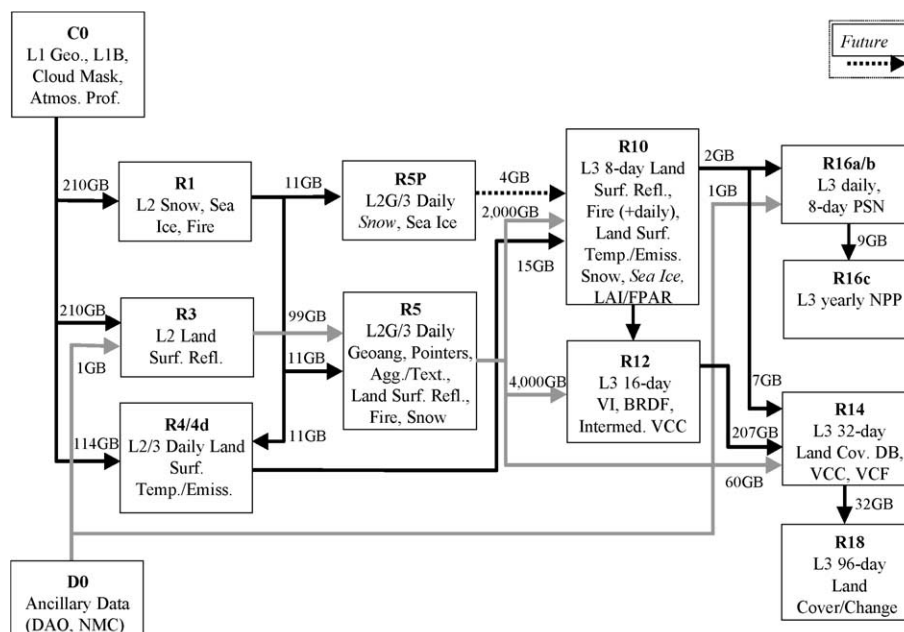 C0
L1 Geo., L1B,
Cloud Mask,
Atmos. Prof.
Future
210GB
R1
L2 Snow, Sea
Ice, Fire
11GB
R5P
L2G/3 Daily
Snow, Sea Ice
4GB
2,000GB
15GB
R10
L3 8-day Land
Surf. Refl.,
Fire (+daily),
Land Surf.
Temp./Emiss.
Snow, Sea Ice,
LAI/FPAR
2GB
1GB
R16a/b
L3 daily,
8-day PSN
9GB
R16c
L3 yearly NPP
210GB
1GB
R3
L2 Land
Surf. Refl.
99GB
11GB
R5
L2G/3 Daily
Geoang, Pointers,
Agg./Text.,
Land Surf. Refl.,
Fire, Snow
4,000GB
R12
L3 16-day
VI, BRDF,
Intermed. VCC
7GB
207GB
60GB
R14
L3 32-day
Land Cov. DB,
VCC, VCF
114GB
R4/4d
L2/3 Daily Land
Surf.
Temp./Emiss.
11GB
32GB
R18
L3 96-day
Land
Cover/Change
D0
Ancillary Data
(DAO, NMC)